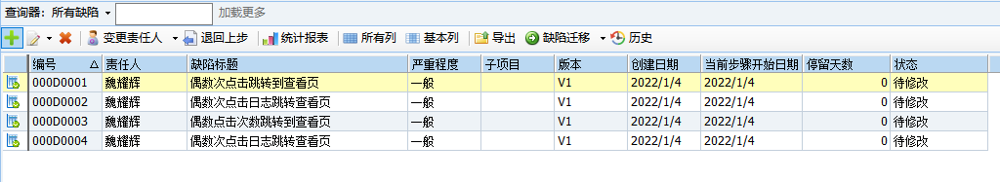 查询器: 所有缺陷 加载更多
变更责任人 退回上步 统计报表 所有列 基本列 导出 缺陷迁移 历史
编号 责任人 缺陷标题 严重程度 子项目 版本 创建日期 当前步骤开始日期 停留天数 状态
000D0001 魏耀辉 偶数次点击跳转到查看页 一般 V1 2022/1/4 2022/1/4 0 待修改
000D0002 魏耀辉 偶数次点击日志跳转到查看页 一般 V1 2022/1/4 2022/1/4 0 待修改
000D0003 魏耀辉 偶数点击次数跳转到查看页 一般 V1 2022/1/4 2022/1/4 0 待修改
000D0004 魏耀辉 偶数次点击日志跳转查看页 一般 V1 2022/1/4 2022/1/4 0 待修改